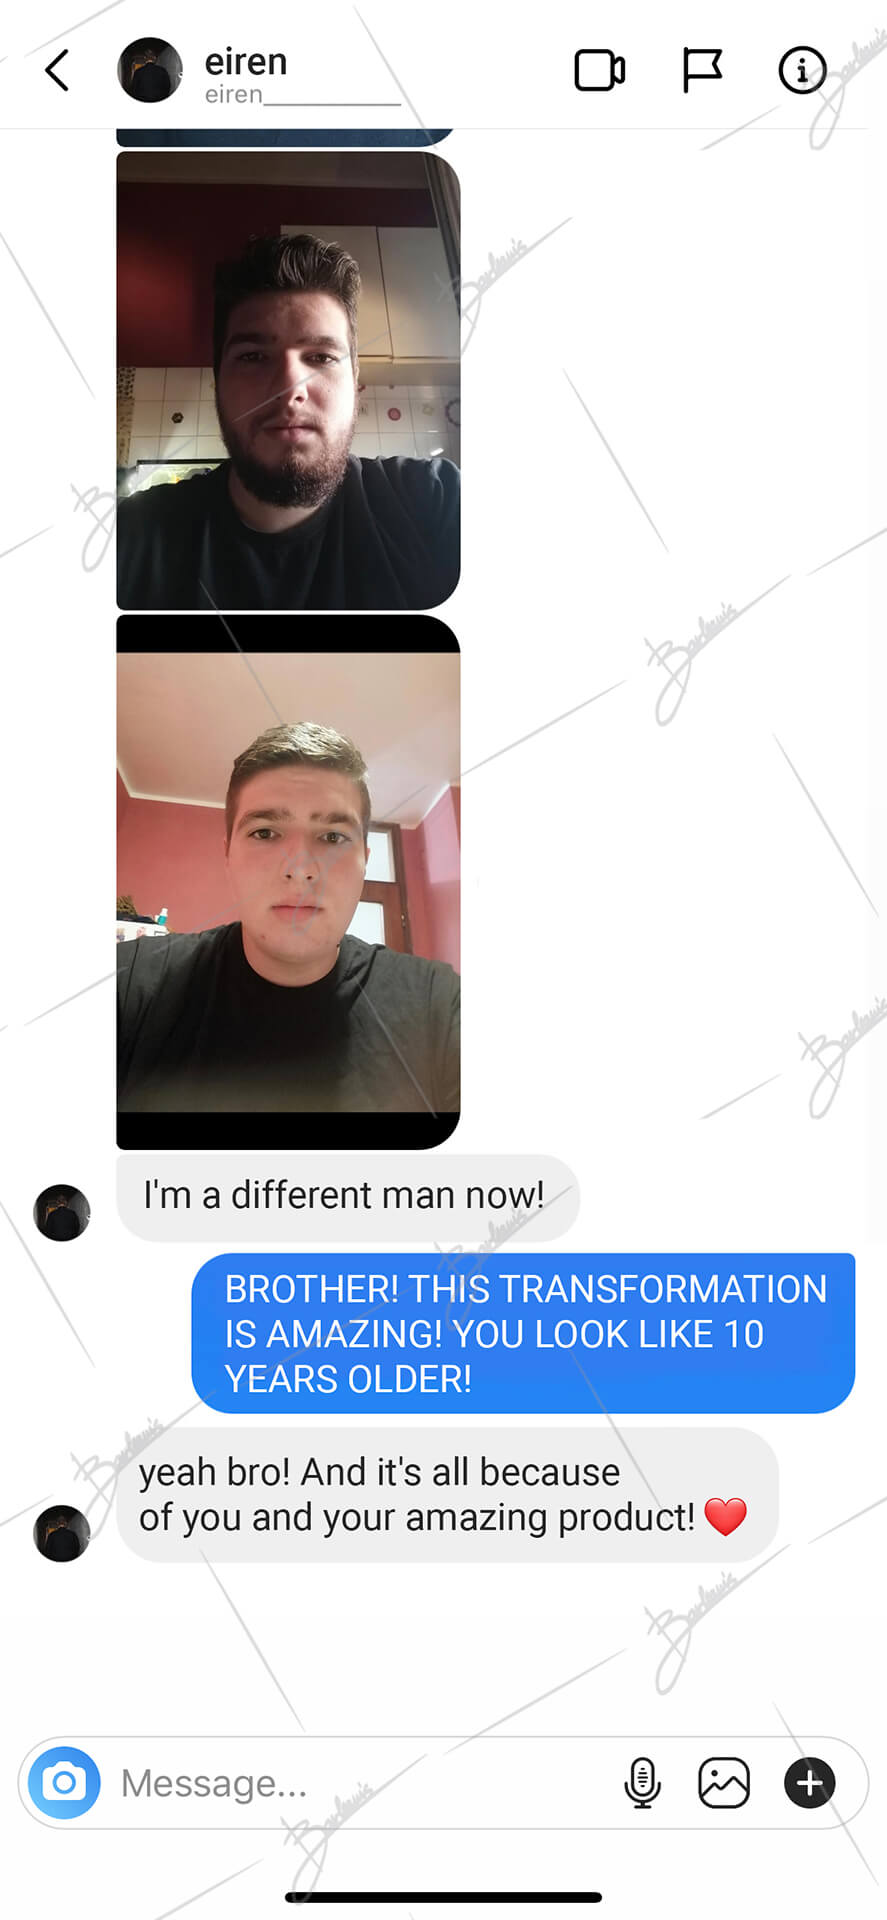 eiren
eiren__________
I'm a different man now!
BROTHER! THIS TRANSFORMATION
IS AMAZING! YOU LOOK LIKE 10
YEARS OLDER!
yeah bro! And it's all because
of you and your amazing product! ❤️
Message...